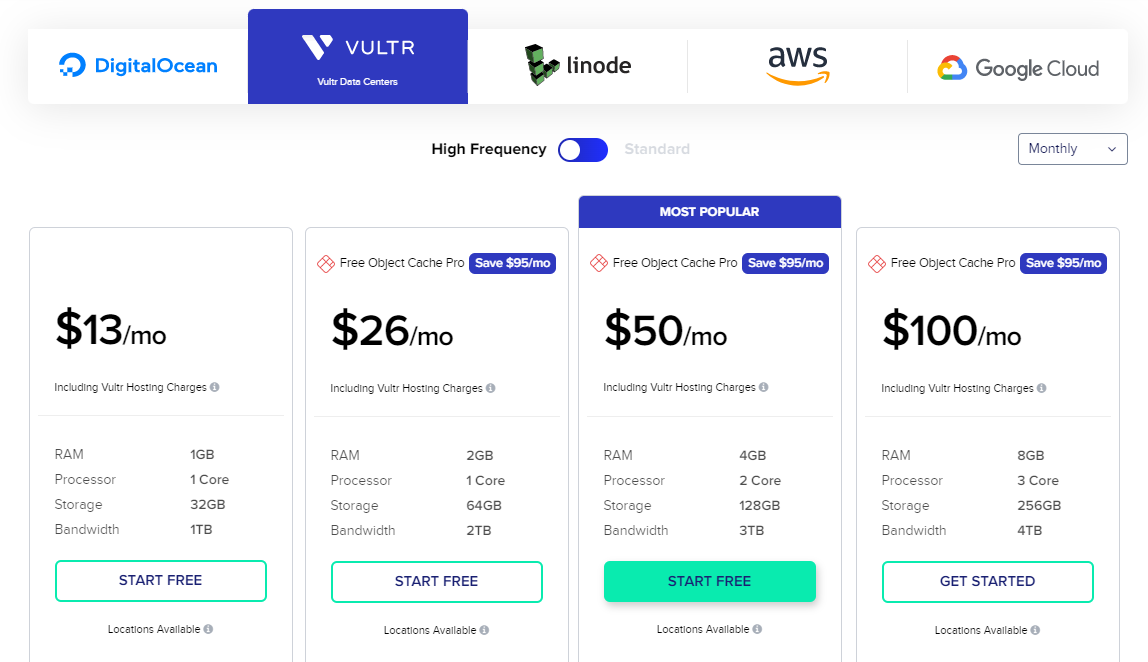 DigitalOcean
VULTR
Vultr Data Centers
linode
aws
Google Cloud
High Frequency
Standard
Monthly
$13/mo
Including Vultr Hosting Charges
RAM 1GB
Processor 1 Core
Storage 32GB
Bandwidth 1TB
START FREE
Locations Available
Free Object Cache Pro Save $95/mo
$26/mo
Including Vultr Hosting Charges
RAM 2GB
Processor 1 Core
Storage 64GB
Bandwidth 2TB
START FREE
Locations Available
MOST POPULAR
Free Object Cache Pro Save $95/mo
$50/mo
Including Vultr Hosting Charges
RAM 4GB
Processor 2 Core
Storage 128GB
Bandwidth 3TB
START FREE
Locations Available
Free Object Cache Pro Save $95/mo
$100/mo
Including Vultr Hosting Charges
RAM 8GB
Processor 3 Core
Storage 256GB
Bandwidth 4TB
GET STARTED
Locations Available